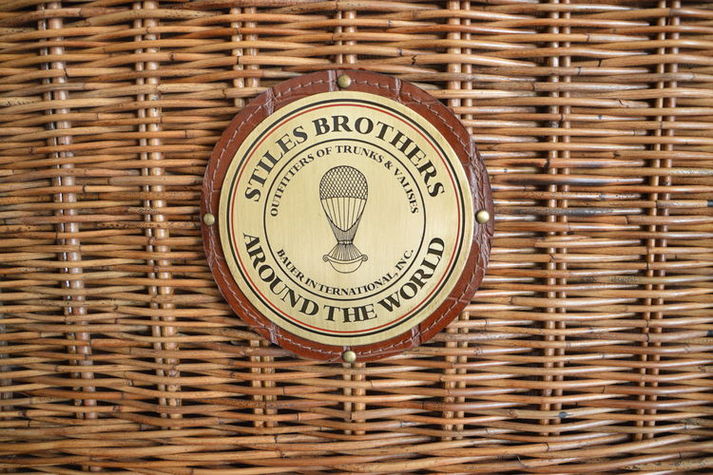 STILES BROTHERS
OUTFITTERS OF TRUNKS & VALISES
BAUER INTERNATIONAL, INC.
AROUND THE WORLD